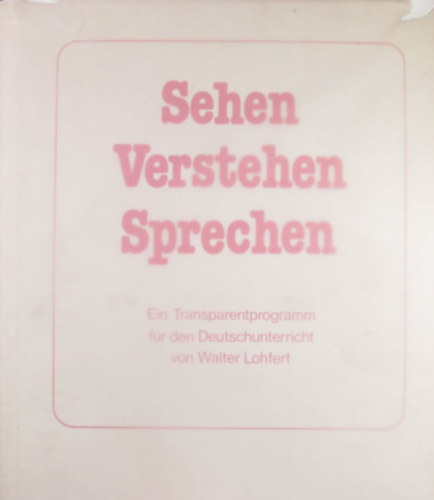 Sehen
Verstehen
Sprechen
Ein Transparentprogramm
für den Deutschunterricht
von Walter Lohfert